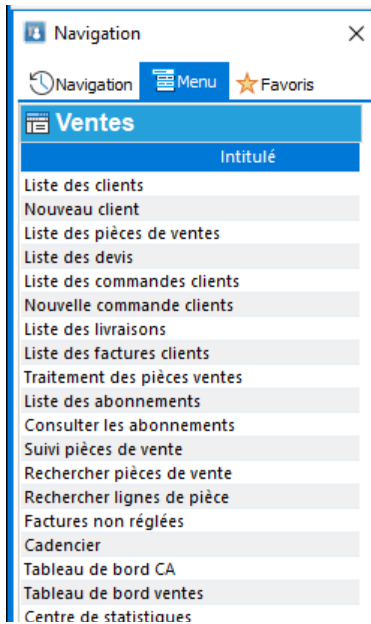 Navigation
Navigation Menu Favoris
Ventes
Intitulé
Liste des clients
Nouveau client
Liste des pièces de ventes
Liste des devis
Liste des commandes clients
Nouvelle commande clients
Liste des livraisons
Liste des factures clients
Traitement des pièces ventes
Liste des abonnements
Consulter les abonnements
Suivi pièces de vente
Rechercher pièces de vente
Rechercher lignes de pièce
Factures non réglées
Cadencier
Tableau de bord CA
Tableau de bord ventes
Centre de statistiques